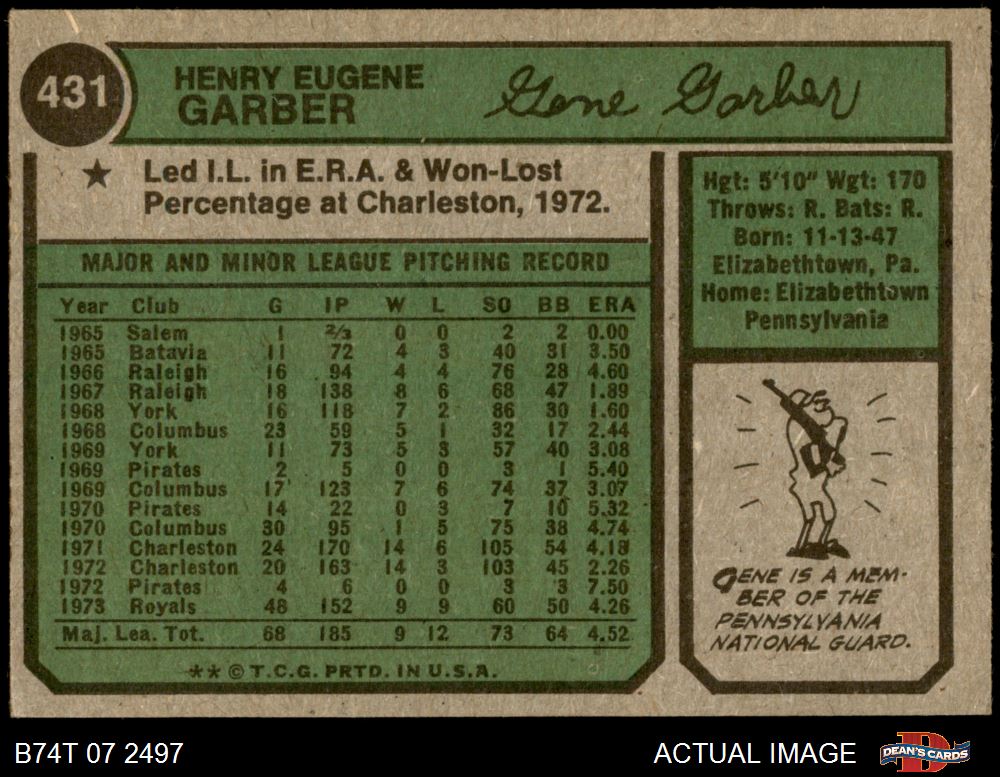 431
HENRY EUGENE
GARBER
Gene Garber
★ Led I.L. in E.R.A. & Won-Lost
Percentage at Charleston, 1972.
MAJOR AND MINOR LEAGUE PITCHING RECORD
Year Club G IP W L SO BB ERA
1965 Salem 1 2/3 0 0 2 2 0.00
1965 Batavia 11 72 4 3 40 31 3.50
1966 Raleigh 16 94 4 4 76 28 4.60
1967 Raleigh 18 138 8 6 68 47 1.89
1968 York 16 118 7 2 86 30 1.60
1968 Columbus 23 59 5 1 32 17 2.44
1969 York 11 73 5 3 57 40 3.08
1969 Pirates 2 5 0 0 3 1 5.40
1969 Columbus 17 123 7 6 74 37 3.07
1970 Pirates 14 22 0 3 7 10 5.32
1970 Columbus 30 95 1 5 75 38 4.74
1971 Charleston 24 170 14 6 105 54 4.18
1972 Charleston 20 163 14 3 103 45 2.26
1972 Pirates 4 6 0 0 3 3 7.50
1973 Royals 48 152 9 9 60 50 4.26
Maj. Lea. Tot. 68 185 9 12 73 64 4.52
** © T.C.G. PRTD. IN U.S.A.
Hgt: 5'10" Wgt: 170
Throws: R. Bats: R.
Born: 11-13-47
Elizabethtown, Pa.
Home: Elizabethtown
Pennsylvania
GENE IS A MEM-
BER OF THE
PENNSYLVANIA
NATIONAL GUARD.
B74T 07 2497
ACTUAL IMAGE
DEAN'S CARDS